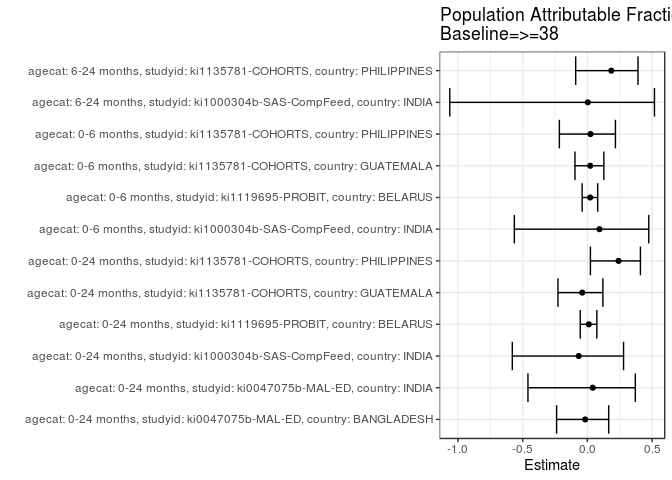 Population Attributable Fracti
Baseline=>=38
agecat: 6-24 months, studyid: ki1135781-COHORTS, country: PHILIPPINES
agecat: 6-24 months, studyid: ki1000304b-SAS-CompFeed, country: INDIA
agecat: 0-6 months, studyid: ki1135781-COHORTS, country: PHILIPPINES
agecat: 0-6 months, studyid: ki1135781-COHORTS, country: GUATEMALA
agecat: 0-6 months, studyid: ki1119695-PROBIT, country: BELARUS
agecat: 0-6 months, studyid: ki1000304b-SAS-CompFeed, country: INDIA
agecat: 0-24 months, studyid: ki1135781-COHORTS, country: PHILIPPINES
agecat: 0-24 months, studyid: ki1135781-COHORTS, country: GUATEMALA
agecat: 0-24 months, studyid: ki1119695-PROBIT, country: BELARUS
agecat: 0-24 months, studyid: ki1000304b-SAS-CompFeed, country: INDIA
agecat: 0-24 months, studyid: ki0047075b-MAL-ED, country: INDIA
agecat: 0-24 months, studyid: ki0047075b-MAL-ED, country: BANGLADESH
-1.0 -0.5 0.0 0.5
Estimate